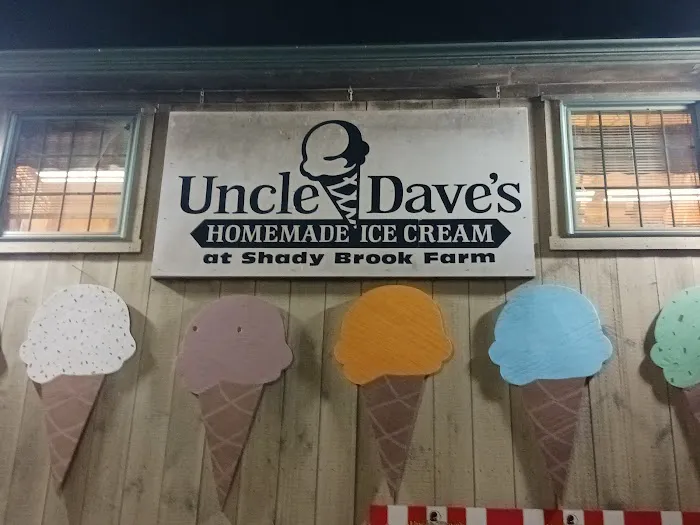 Uncle Dave's
HOMEMADE ICE CREAM
at Shady Brook Farm